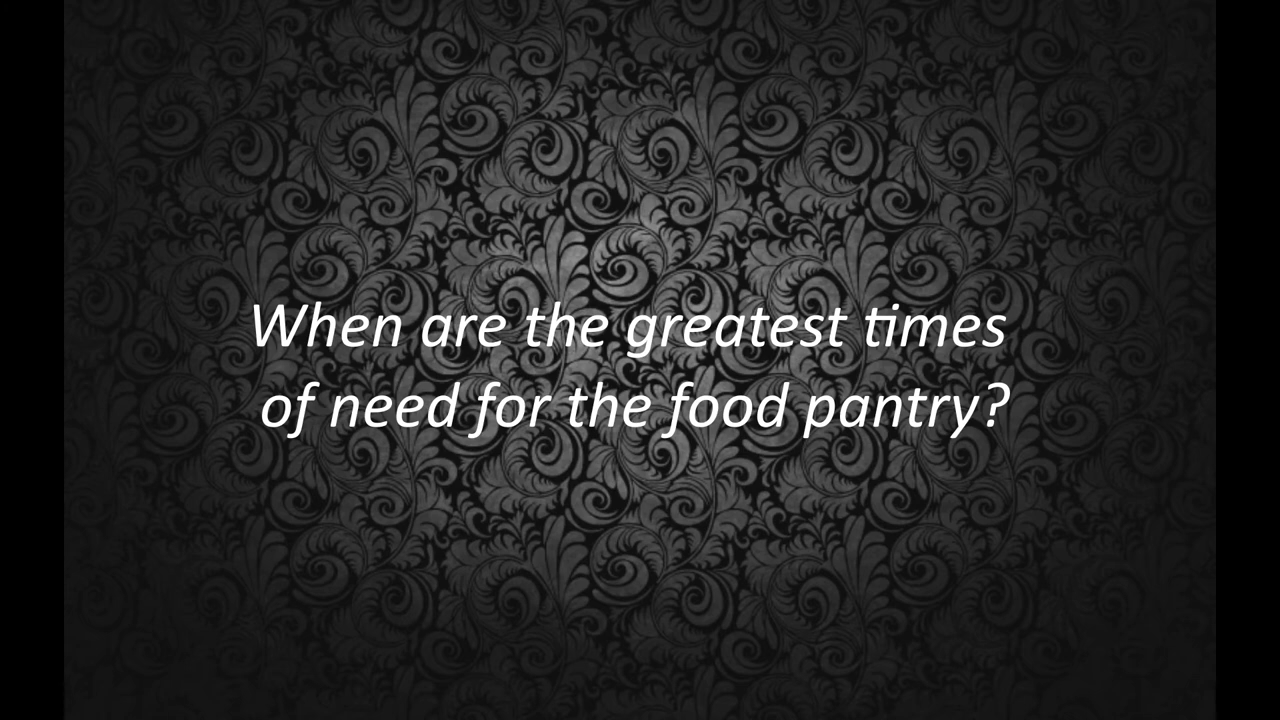 When are the greatest times
of need for the food pantry?